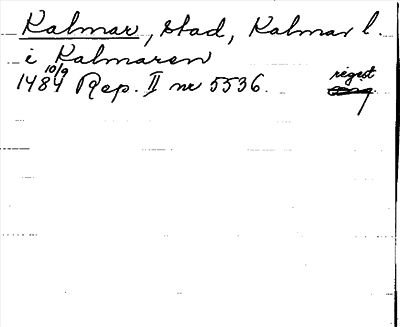 Kalmar, stad, Kalmar l.
i Kalmaren
1484 10/9 Rep. II nr 5536. regest